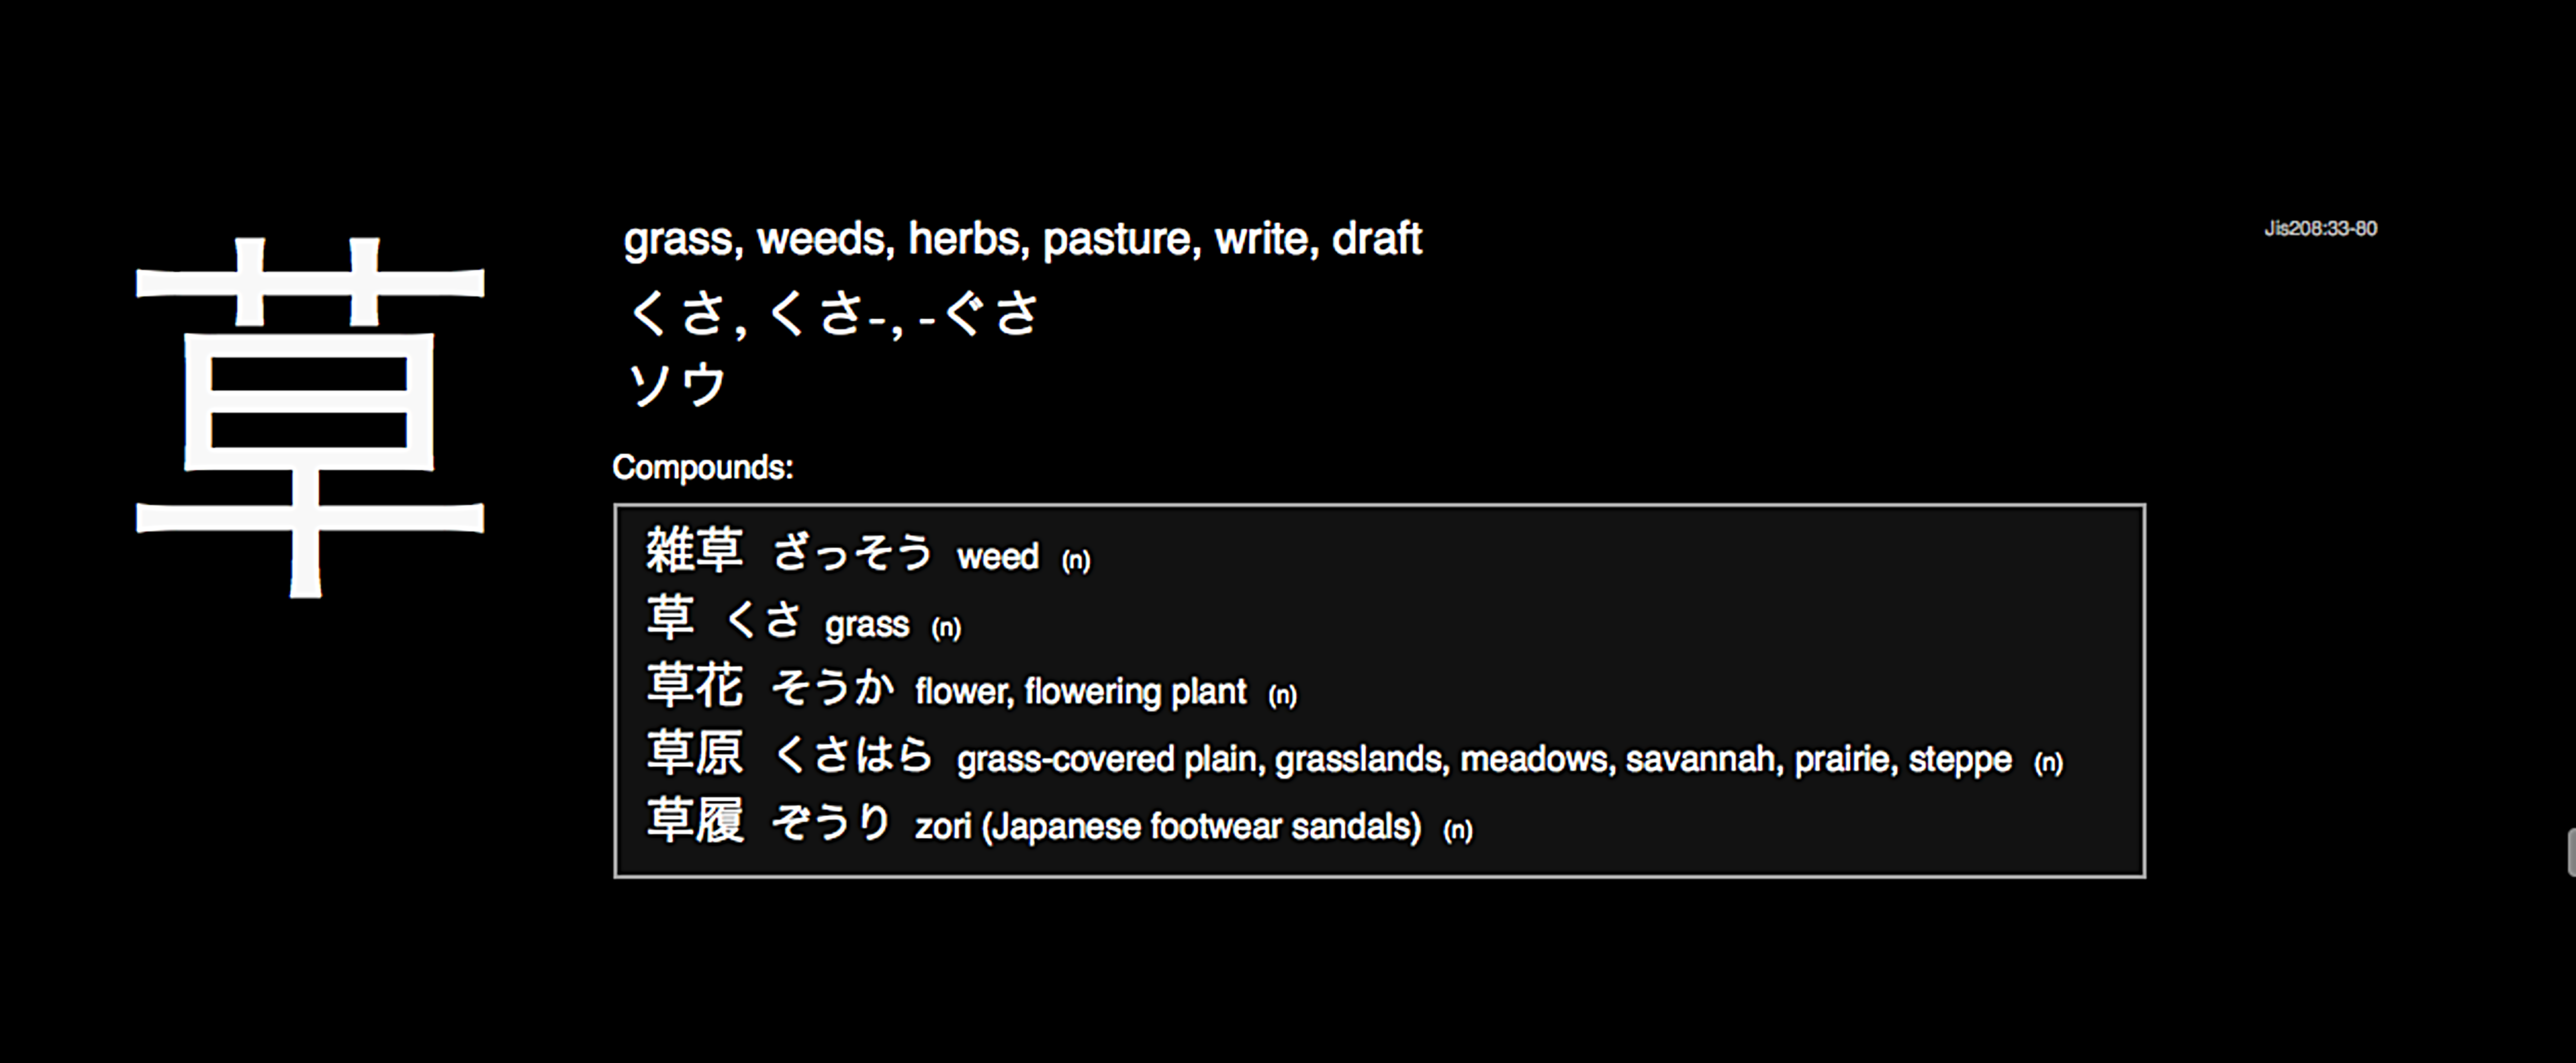 草
grass, weeds, herbs, pasture, write, draft
Jis208:33-80
くさ, くさ-, -ぐさ
ソウ
Compounds:
雑草 ざっそう weed (n)
草 くさ grass (n)
草花 そうか flower, flowering plant (n)
草原 くさはら grass-covered plain, grasslands, meadows, savannah, prairie, steppe (n)
草履 ぞうり zori (Japanese footwear sandals) (n)